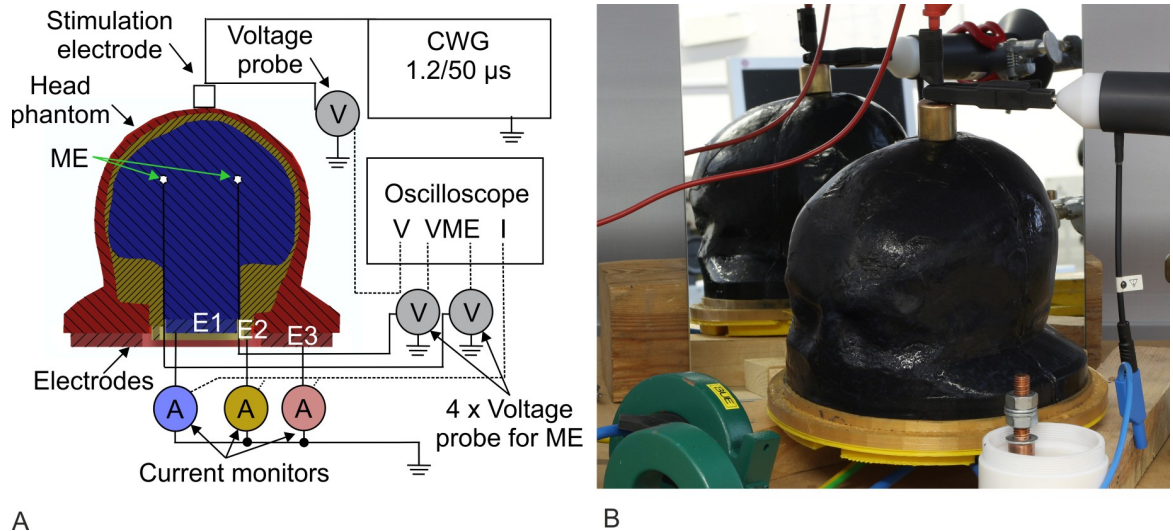 Stimulation
electrode
Voltage
probe
CWG
1.2/50 µs
Head
phantom
V
ME
Oscilloscope
V VME I
V V
E1 E2 E3
Electrodes
A A A
4 x Voltage
probe for ME
Current monitors
BUE
A B